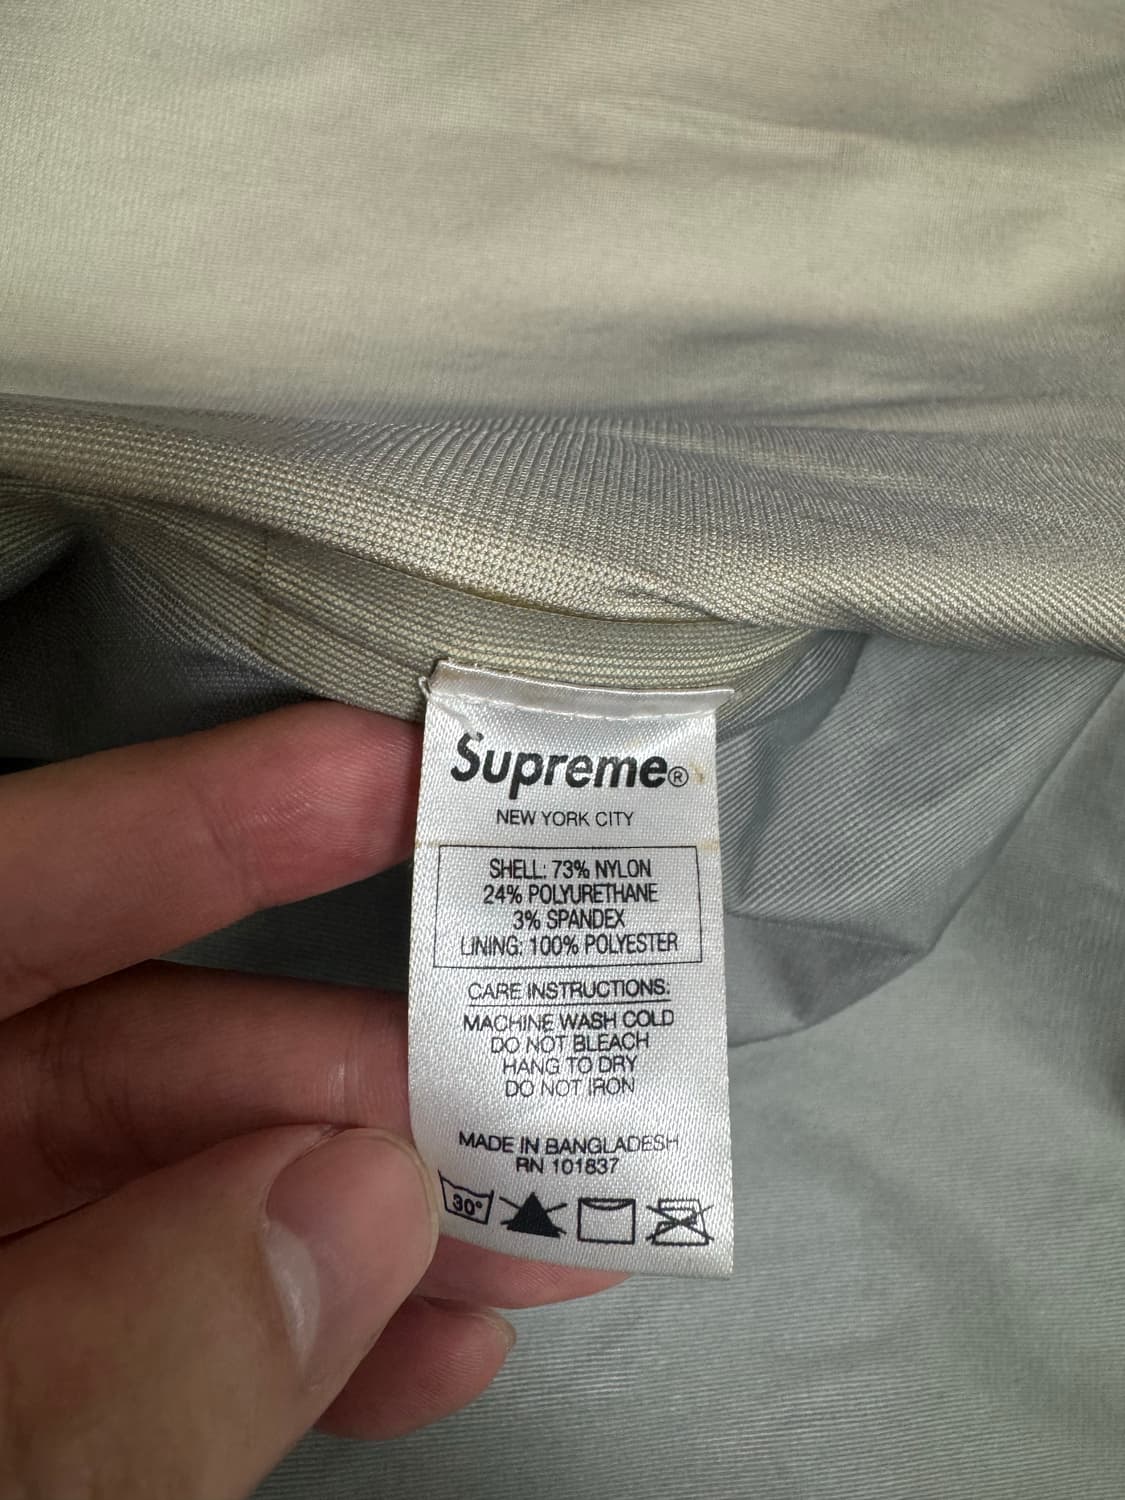 Supreme®
NEW YORK CITY
SHELL: 73% NYLON
24% POLYURETHANE
3% SPANDEX
LINING: 100% POLYESTER
CARE INSTRUCTIONS:
MACHINE WASH COLD
DO NOT BLEACH
HANG TO DRY
DO NOT IRON
MADE IN BANGLADESH
RN 101837
30°